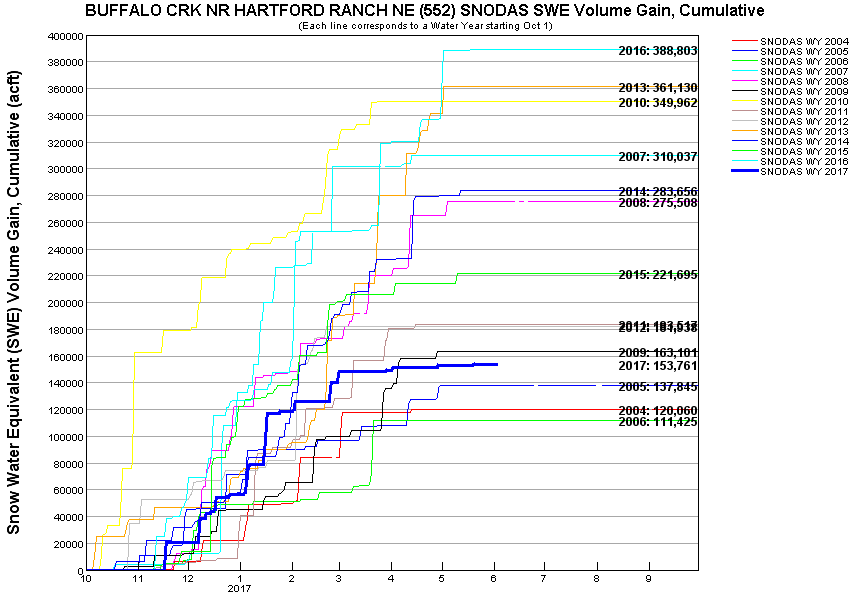 BUFFALO CRK NR HARTFORD RANCH NE (552) SNODAS SWE Volume Gain, Cumulative
(Each line corresponds to a Water Year starting Oct 1)
Snow Water Equivalent (SWE) Volume Gain, Cumulative (acft)
400000
380000
360000
340000
320000
300000
280000
260000
240000
220000
200000
180000
160000
140000
120000
100000
80000
60000
40000
20000
0
2016: 388,803
2013: 361,130
2010: 349,962
2007: 310,037
2014: 283,656
2008: 275,508
2015: 221,695
2009: 163,101
2017: 153,761
2005: 137,845
2004: 120,060
2006: 111,425
10 11 12 1 2 3 4 5 6 7 8 9
2017
SNODAS WY 2004
SNODAS WY 2005
SNODAS WY 2006
SNODAS WY 2007
SNODAS WY 2008
SNODAS WY 2009
SNODAS WY 2010
SNODAS WY 2011
SNODAS WY 2012
SNODAS WY 2013
SNODAS WY 2014
SNODAS WY 2015
SNODAS WY 2016
SNODAS WY 2017